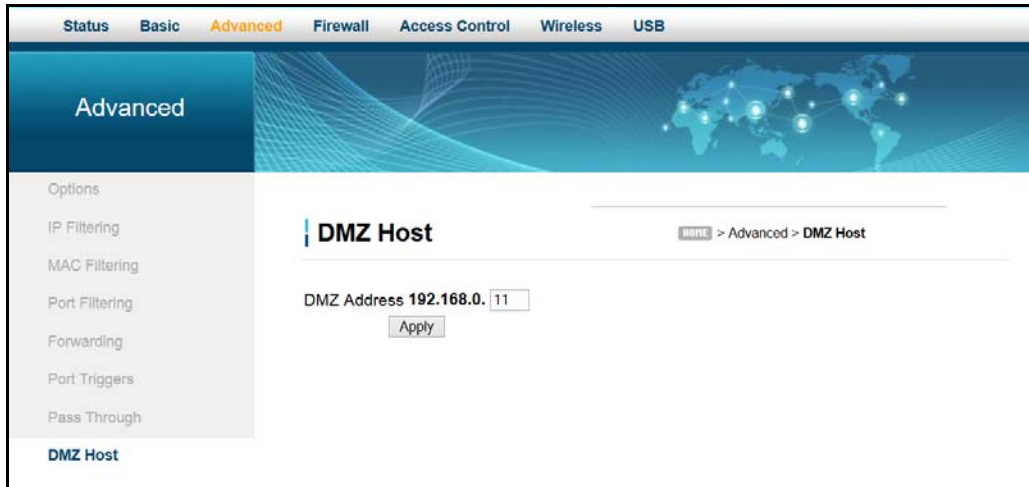 Status Basic Advanced Firewall Access Control Wireless USB
Advanced
Options
IP Filtering
MAC Filtering
Port Filtering
Forwarding
Port Triggers
Pass Through
DMZ Host
DMZ Host
HOME > Advanced > DMZ Host
DMZ Address 192.168.0. 11
Apply